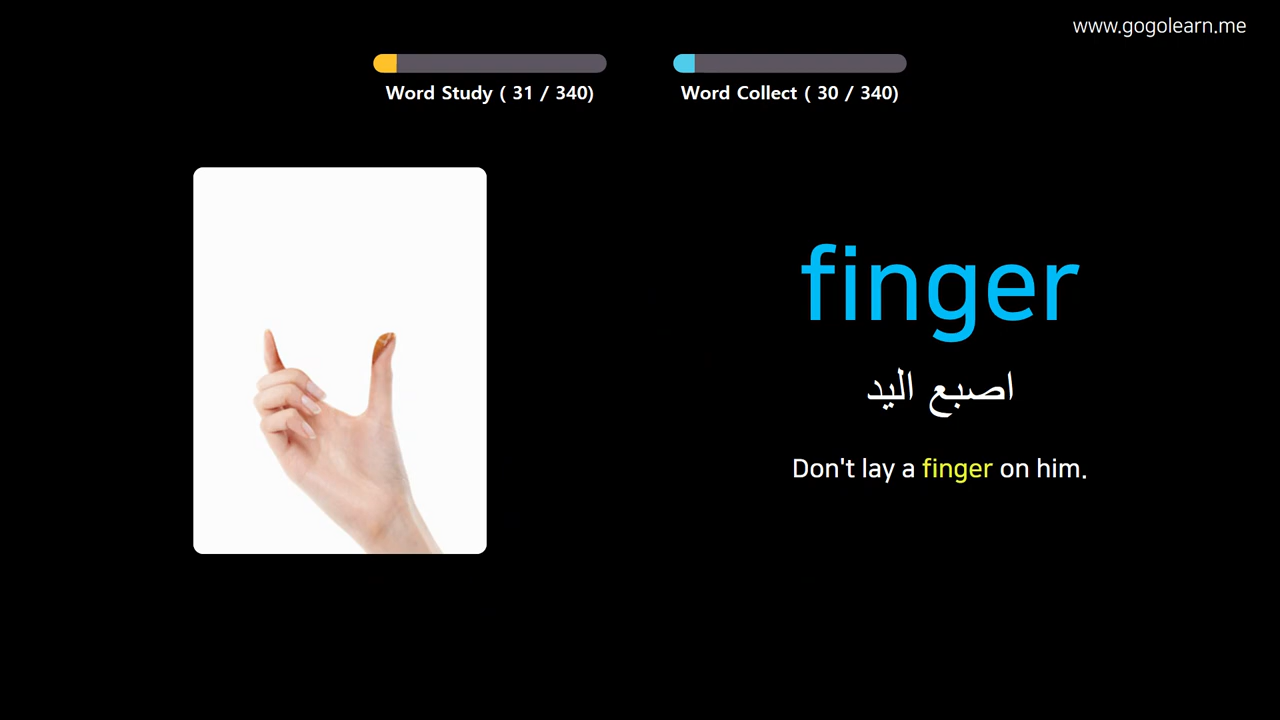 www.gogolearn.me
Word Study ( 31 / 340)
Word Collect ( 30 / 340)
finger
اصبع اليد
Don't lay a finger on him.